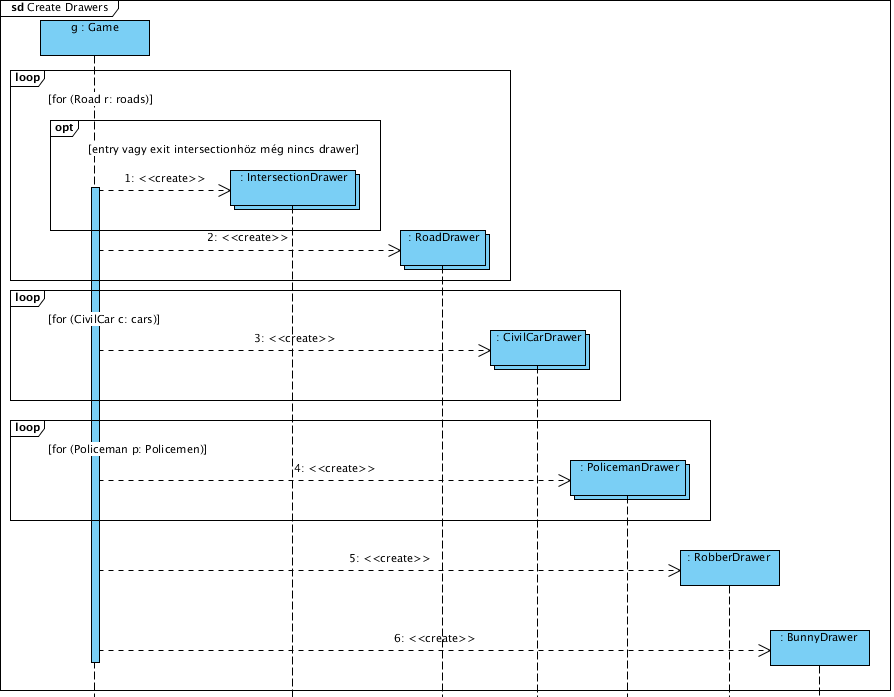 sd Create Drawers
g : Game
loop
[for (Road r: roads)]
opt
[entry vagy exit intersectionhöz még nincs drawer]
1: <<create>>
: IntersectionDrawer
2: <<create>>
: RoadDrawer
loop
[for (CivilCar c: cars)]
3: <<create>>
: CivilCarDrawer
loop
[for (Policeman p: Policemen)]
4: <<create>>
: PolicemanDrawer
5: <<create>>
: RobberDrawer
6: <<create>>
: BunnyDrawer